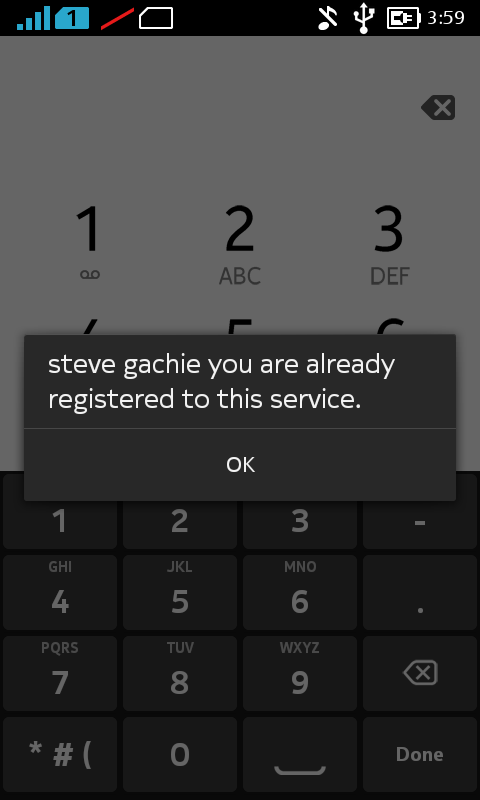 1 3:59
1 2 3
ABC DEF
steve gachie you are already
registered to this service.
OK
1 2 3 -
GHI JKL MNO
4 5 6 .
PQRS TUV WXYZ
7 8 9
* # ( 0 Done